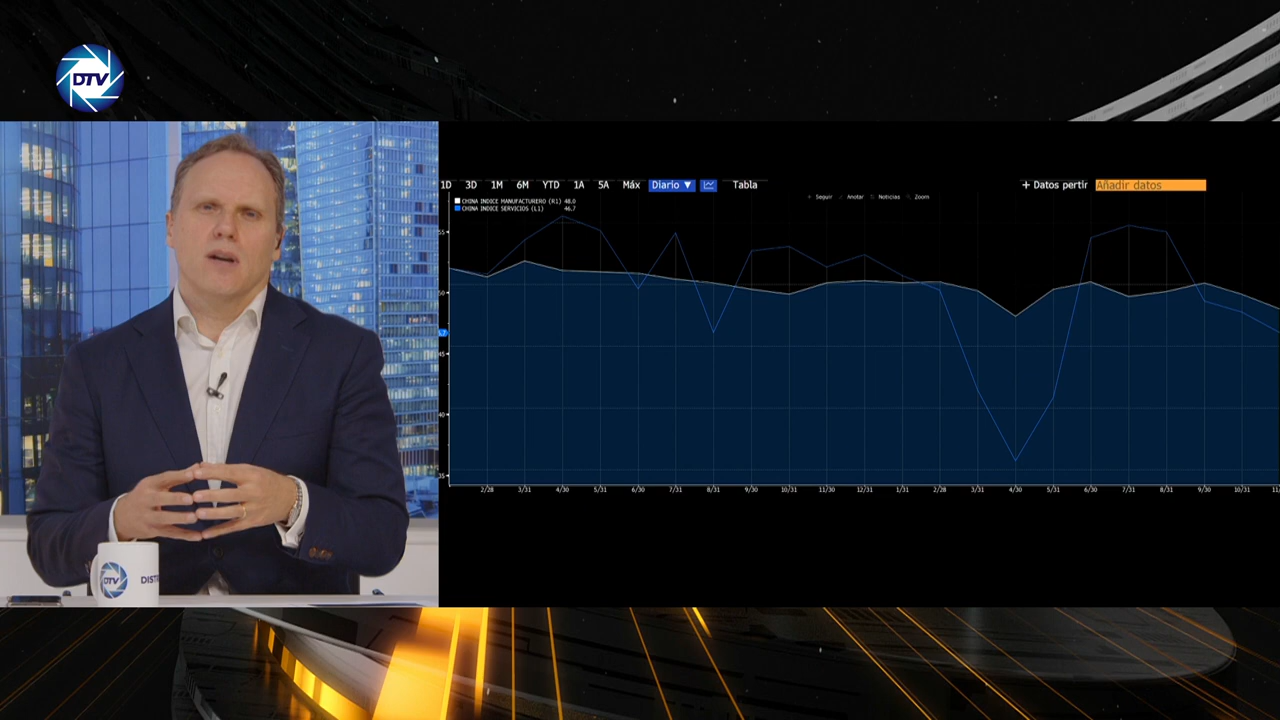 DTV
1D 3D 1M 6M YTD 1A 5A Máx Diario ▼ Tabla + Datos pertir Añadir datos
+ Seguir Anotar Noticias Zoom
CHINA INDICE MANUFACTURERO (R1) 48.0
CHINA INDICE SERVICIOS (L1) 46.7
55
50
45
40
35
2/28 3/31 4/30 5/31 6/30 7/31 8/31 9/30 10/31 11/30 12/31 1/31 2/28 3/31 4/30 5/31 6/30 7/31 8/31 9/30 10/31
DTV